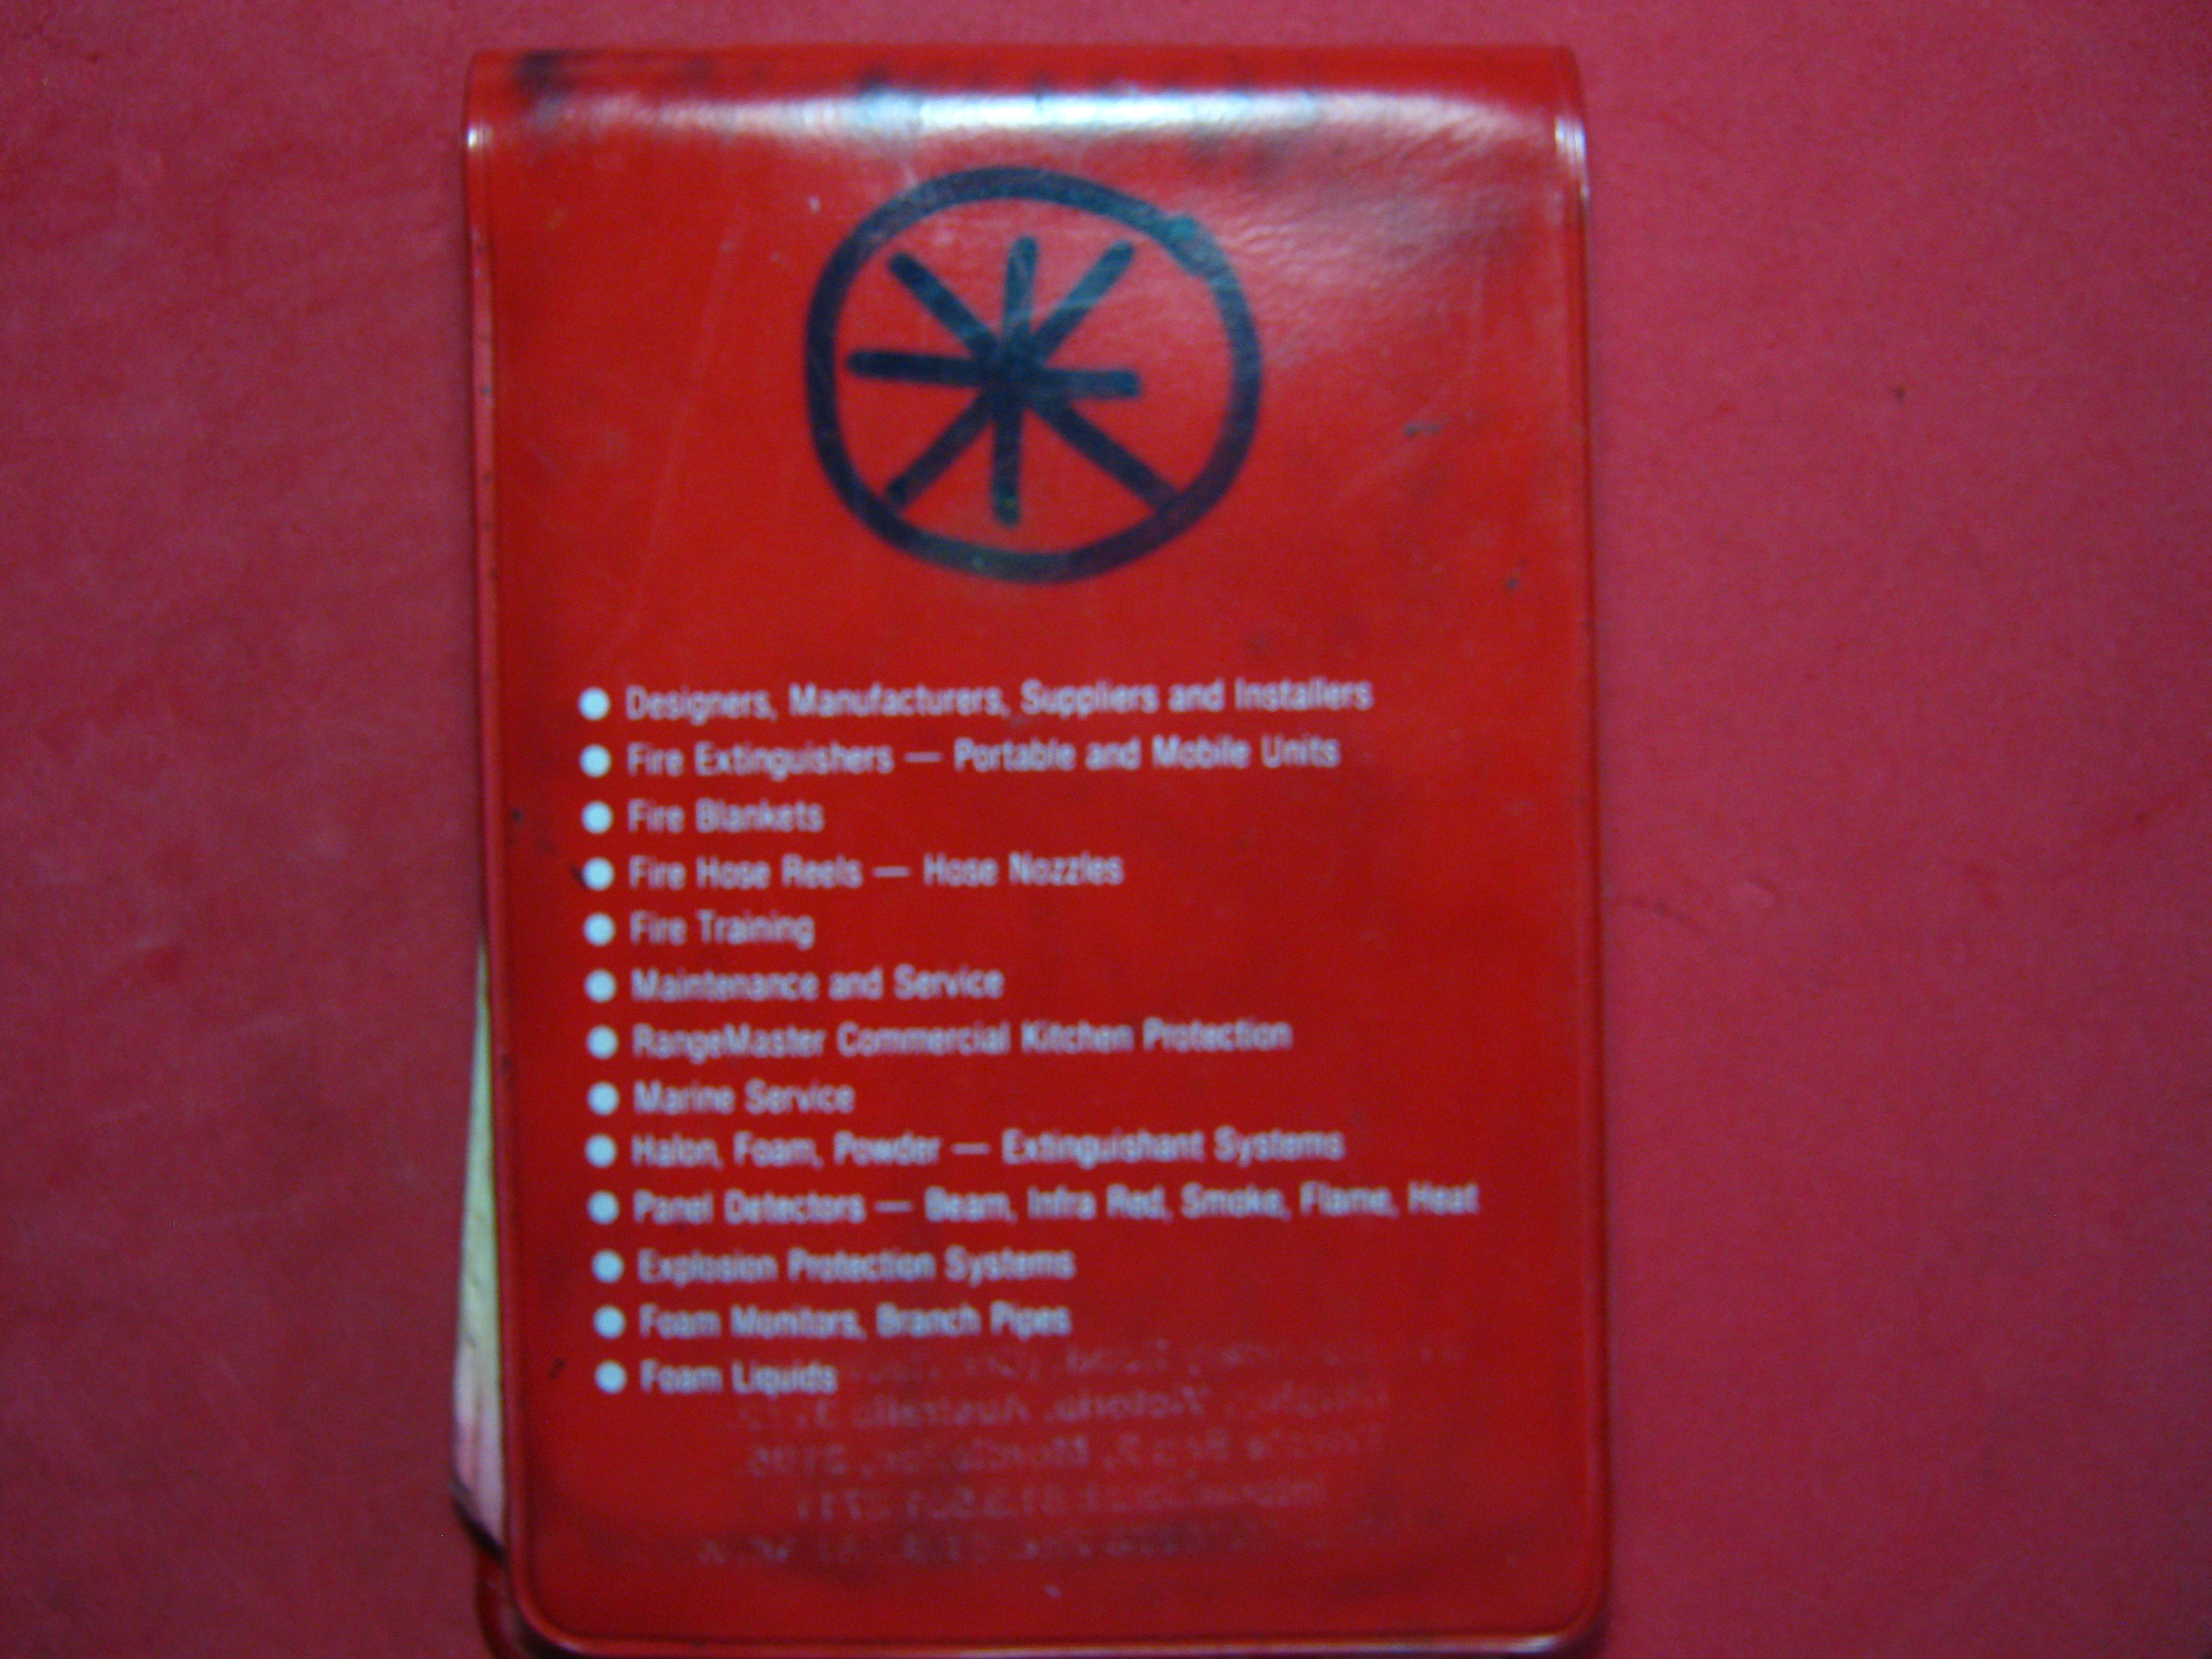 ● Designers, Manufacturers, Suppliers and Installers
● Fire Extinguishers — Portable and Mobile Units
● Fire Blankets
● Fire Hose Reels — Hose Nozzles
● Fire Training
● Maintenance and Service
● RangeMaster Commercial Kitchen Protection
● Marine Service
● Halon, Foam, Powder — Extinguishant Systems
● Panel Detectors — Beam, Infra Red, Smoke, Flame, Heat
● Explosion Protection Systems
● Foam Monitors, Branch Pipes
● Foam Liquids
Victoria, Australia